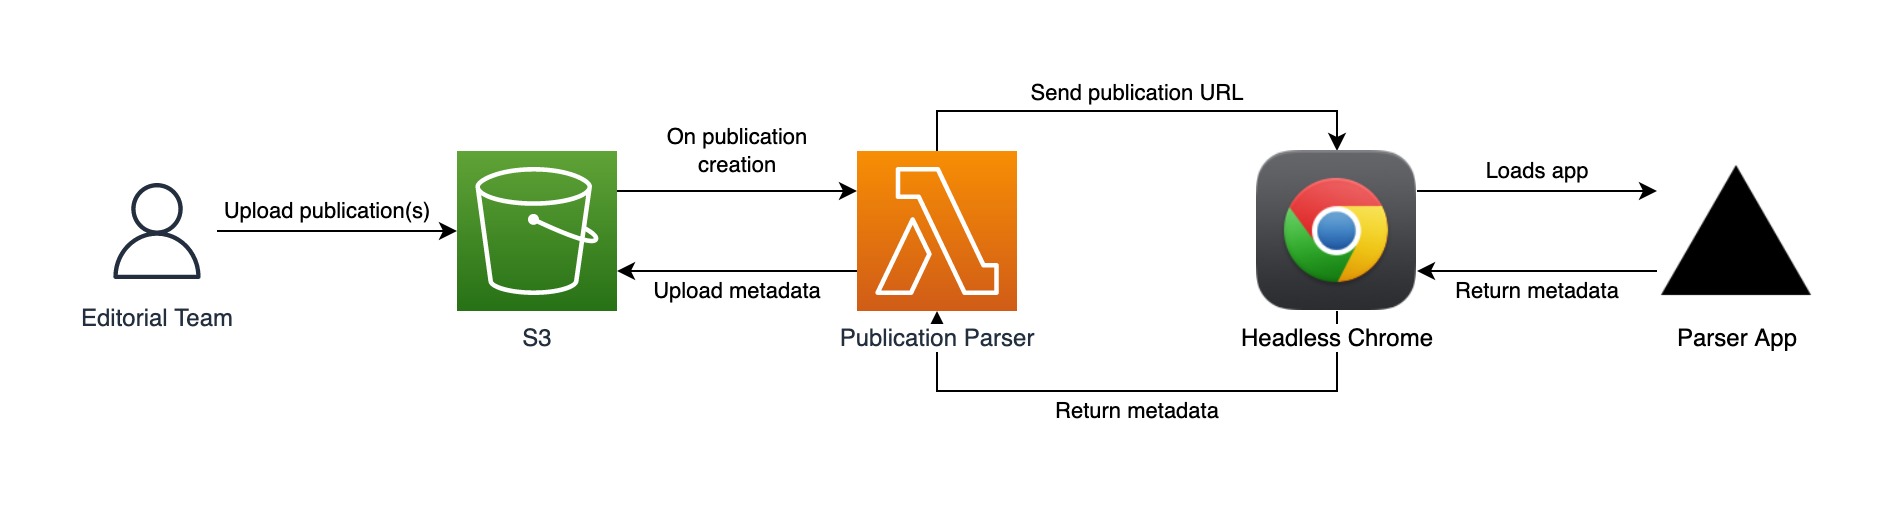 Send publication URL
On publication
creation
Loads app
Upload publication(s)
Upload metadata
Return metadata
Editorial Team
S3
Publication Parser
Headless Chrome
Parser App
Return metadata